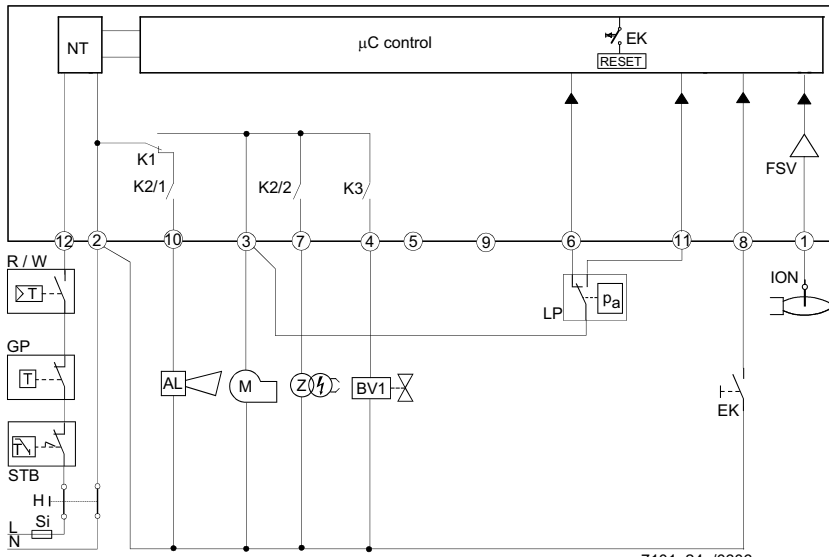 NT
μC control
EK
RESET
K1
K2/1
K2/2
K3
FSV
12
2
10
3
7
4
5
9
6
11
8
1
R / W
T
LP
pa
ION
GP
T
AL
M
Z
BV1
EK
T
STB
H
L
Si
N